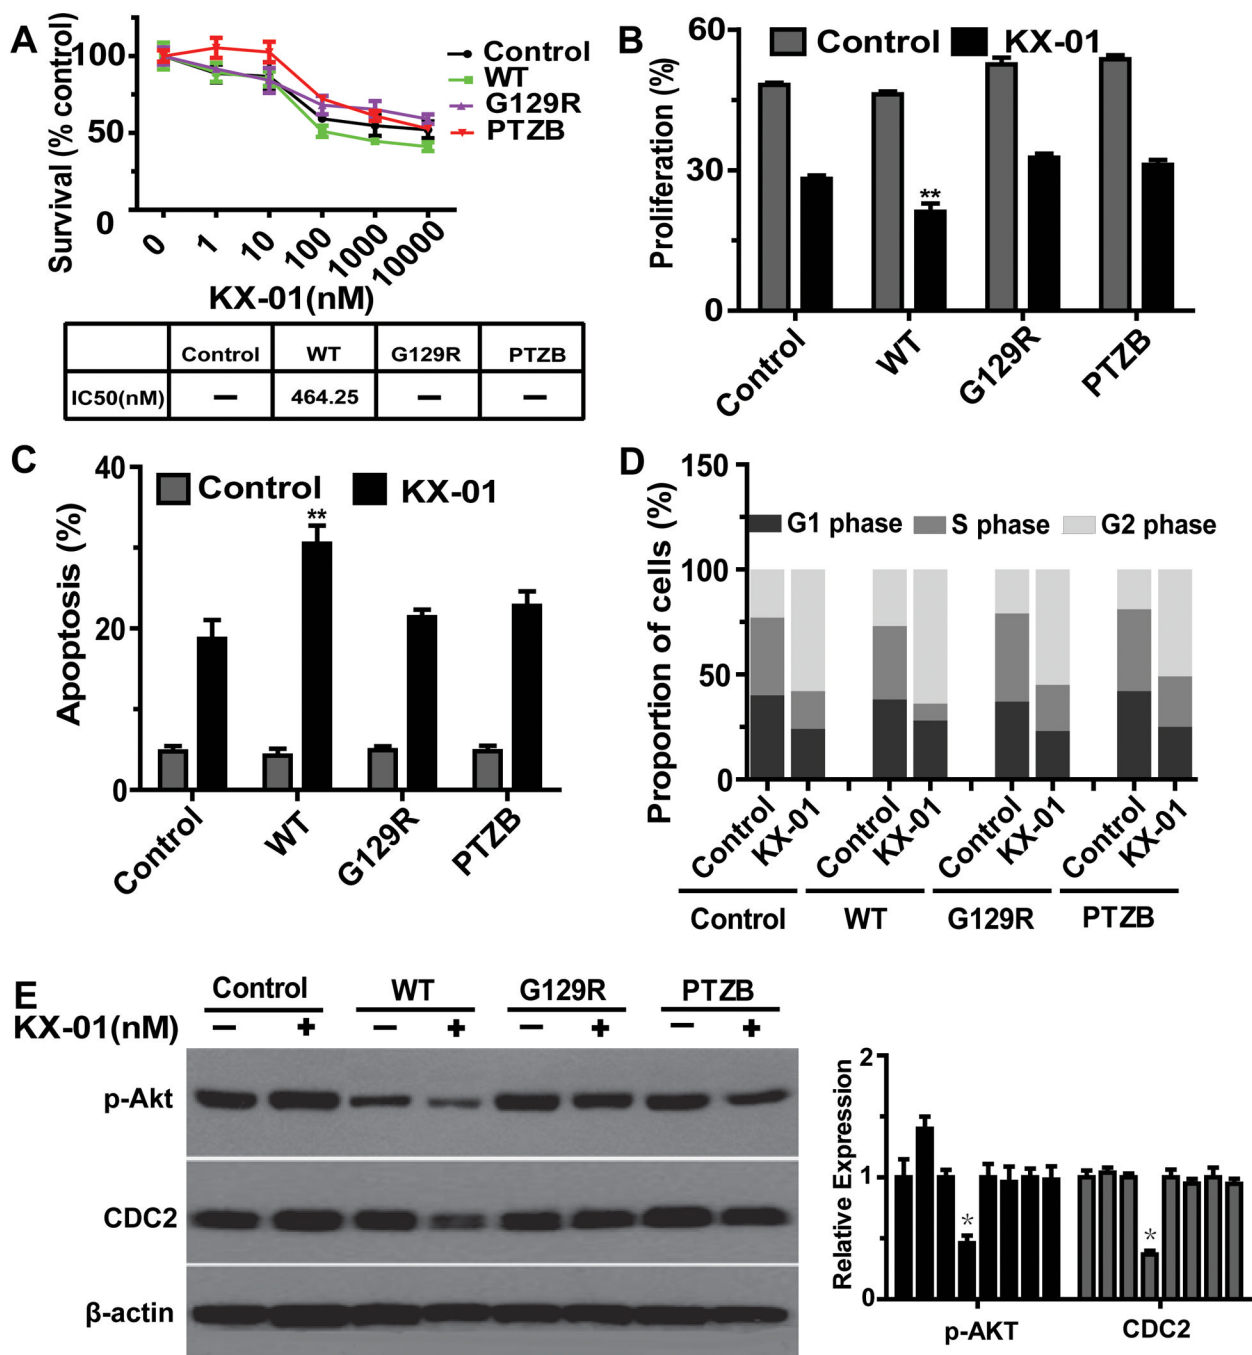 A
Survival (% control)
100
50
0
Control
WT
G129R
PTZB
0 1 10 100 1000 10000
KX-01(nM)
Control WT G129R PTZB
IC50(nM) — 464.25 — —
B
Control KX-01
Proliferation (%)
60
30
0
**
Control WT G129R PTZB
C
Control KX-01
Apoptosis (%)
40
20
0
**
Control WT G129R PTZB
D
Proportion of cells (%)
150
100
50
0
G1 phase S phase G2 phase
Control KX-01 Control KX-01 Control KX-01 Control KX-01
Control WT G129R PTZB
E
Control WT G129R PTZB
KX-01(nM) — + — + — + — +
p-Akt
CDC2
β-actin
Relative Expression
2
1
0
* *
p-AKT CDC2